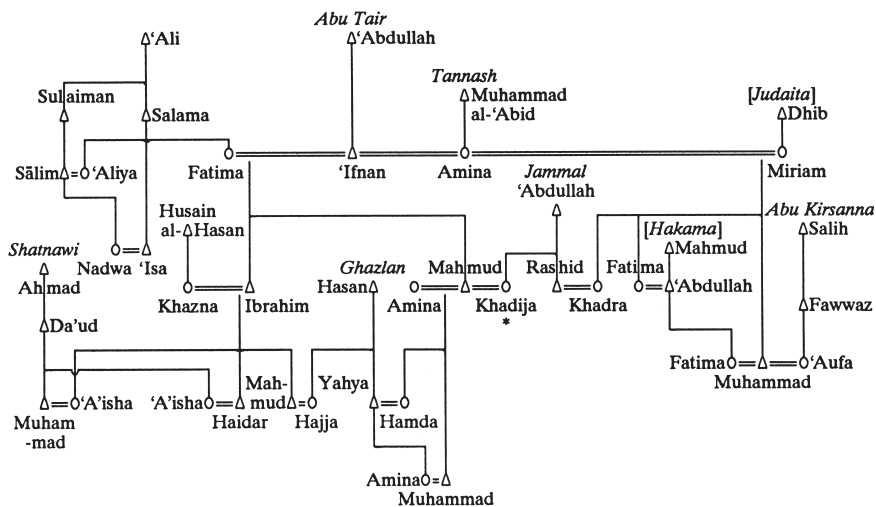 Abu Tair
‘Ali
‘Abdullah
Tannash
Sulaiman
Muhammad
al-‘Abid
[Judaita]
Salama
Dhib
Sālim
‘Aliya
Fatima
‘Ifnan
Amina
Miriam
Jammal
‘Abdullah
Husain
al-Hasan
Abu Kirsanna
Salih
[Hakama]
Mahmud
Shatnawi
Nadwa
‘Isa
Ghazlan
Mahmud
Rashid
Fatima
Ahmad
Hasan
‘Abdullah
Khazna
Ibrahim
Amina
Khadija
*
Khadra
Fawwaz
Da’ud
Fatima
‘Aufa
Muhammad
Mah-
mud
Yahya
‘A’isha
‘A’isha
Haidar
Hajja
Hamda
Muham
-mad
Amina
Muhammad